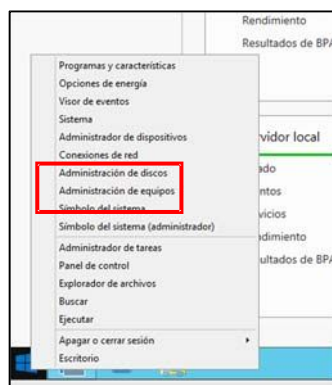 Rendimiento
Resultados de BPA
Programas y características
Opciones de energía
Visor de eventos
Sistema
Administrador de dispositivos
Conexiones de red
Administración de discos
Administración de equipos
Símbolo del sistema
Símbolo del sistema (administrador)
Administrador de tareas
Panel de control
Explorador de archivos
Buscar
Ejecutar
Apagar o cerrar sesión
Escritorio
vidor local
ado
ntos
vicios
dimiento
ultados de BPA